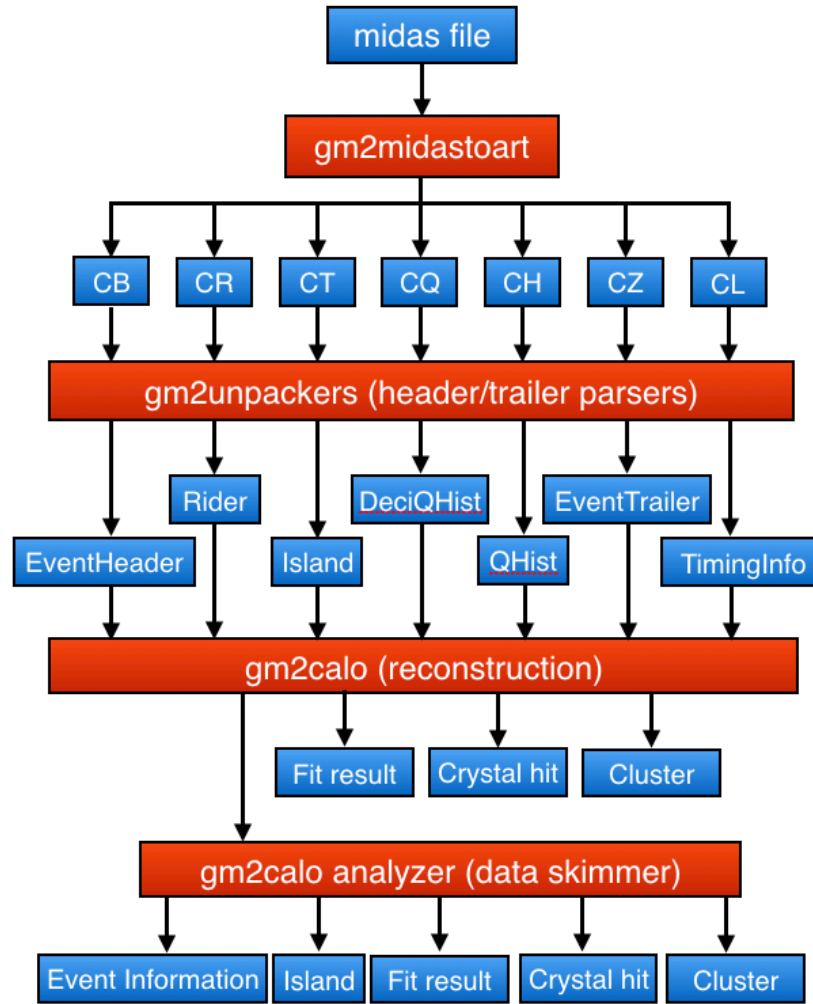 midas file
gm2midastoart
CB CR CT CQ CH CZ CL
gm2unpackers (header/trailer parsers)
Rider DeciQHist EventTrailer
EventHeader Island QHist TimingInfo
gm2calo (reconstruction)
Fit result Crystal hit Cluster
gm2calo analyzer (data skimmer)
Event Information Island Fit result Crystal hit Cluster